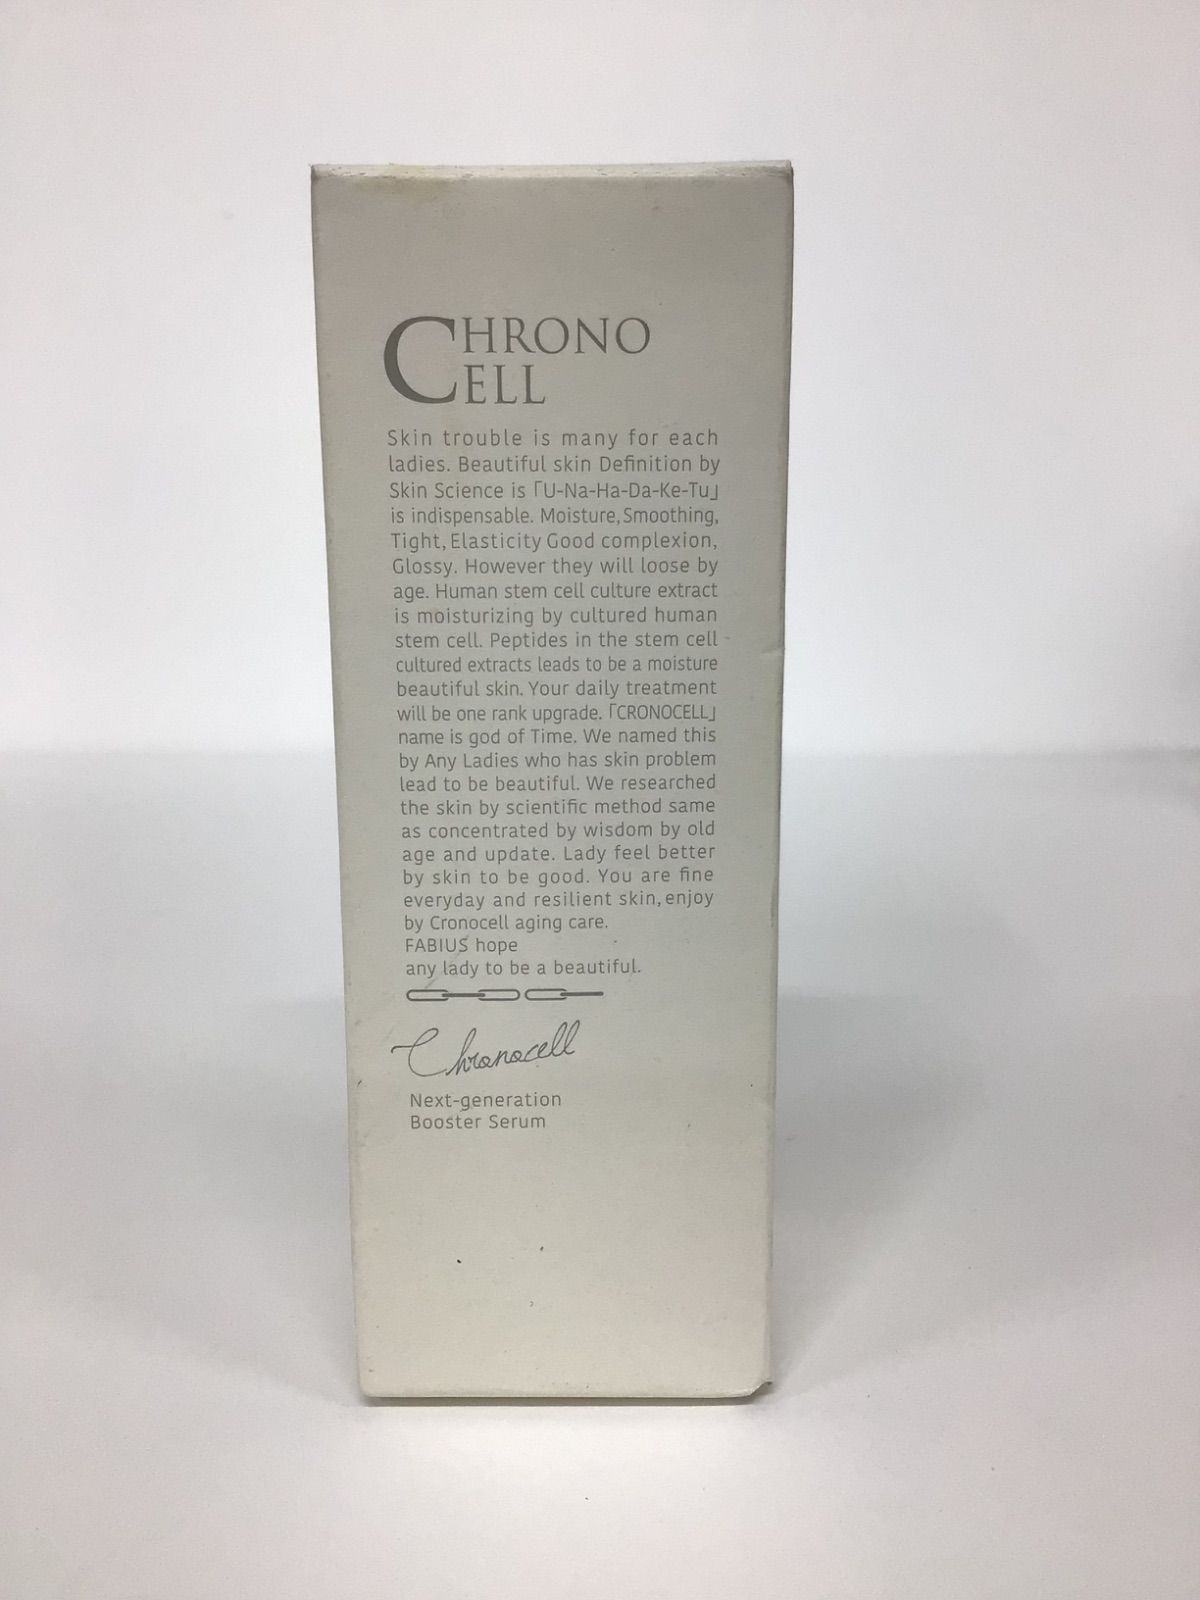 CHRONO
CELL
Skin trouble is many for each
ladies. Beautiful skin Definition by
Skin Science is「U-Na-Ha-Da-Ke-Tu」
is indispensable. Moisture, Smoothing,
Tight, Elasticity Good complexion,
Glossy. However they will loose by
age. Human stem cell culture extract
is moisturizing by cultured human
stem cell. Peptides in the stem cell
cultured extracts leads to be a moisture
beautiful skin. Your daily treatment
will be one rank upgrade.「CRONOCELL」
name is god of Time. We named this
by Any Ladies who has skin problem
lead to be beautiful. We researched
the skin by scientific method same
as concentrated by wisdom by old
age and update. Lady feel better
by skin to be good. You are fine
everyday and resilient skin, enjoy
by Cronocell aging care.
FABIUS hope
any lady to be a beautiful.
Chronocell
Next-generation
Booster Serum